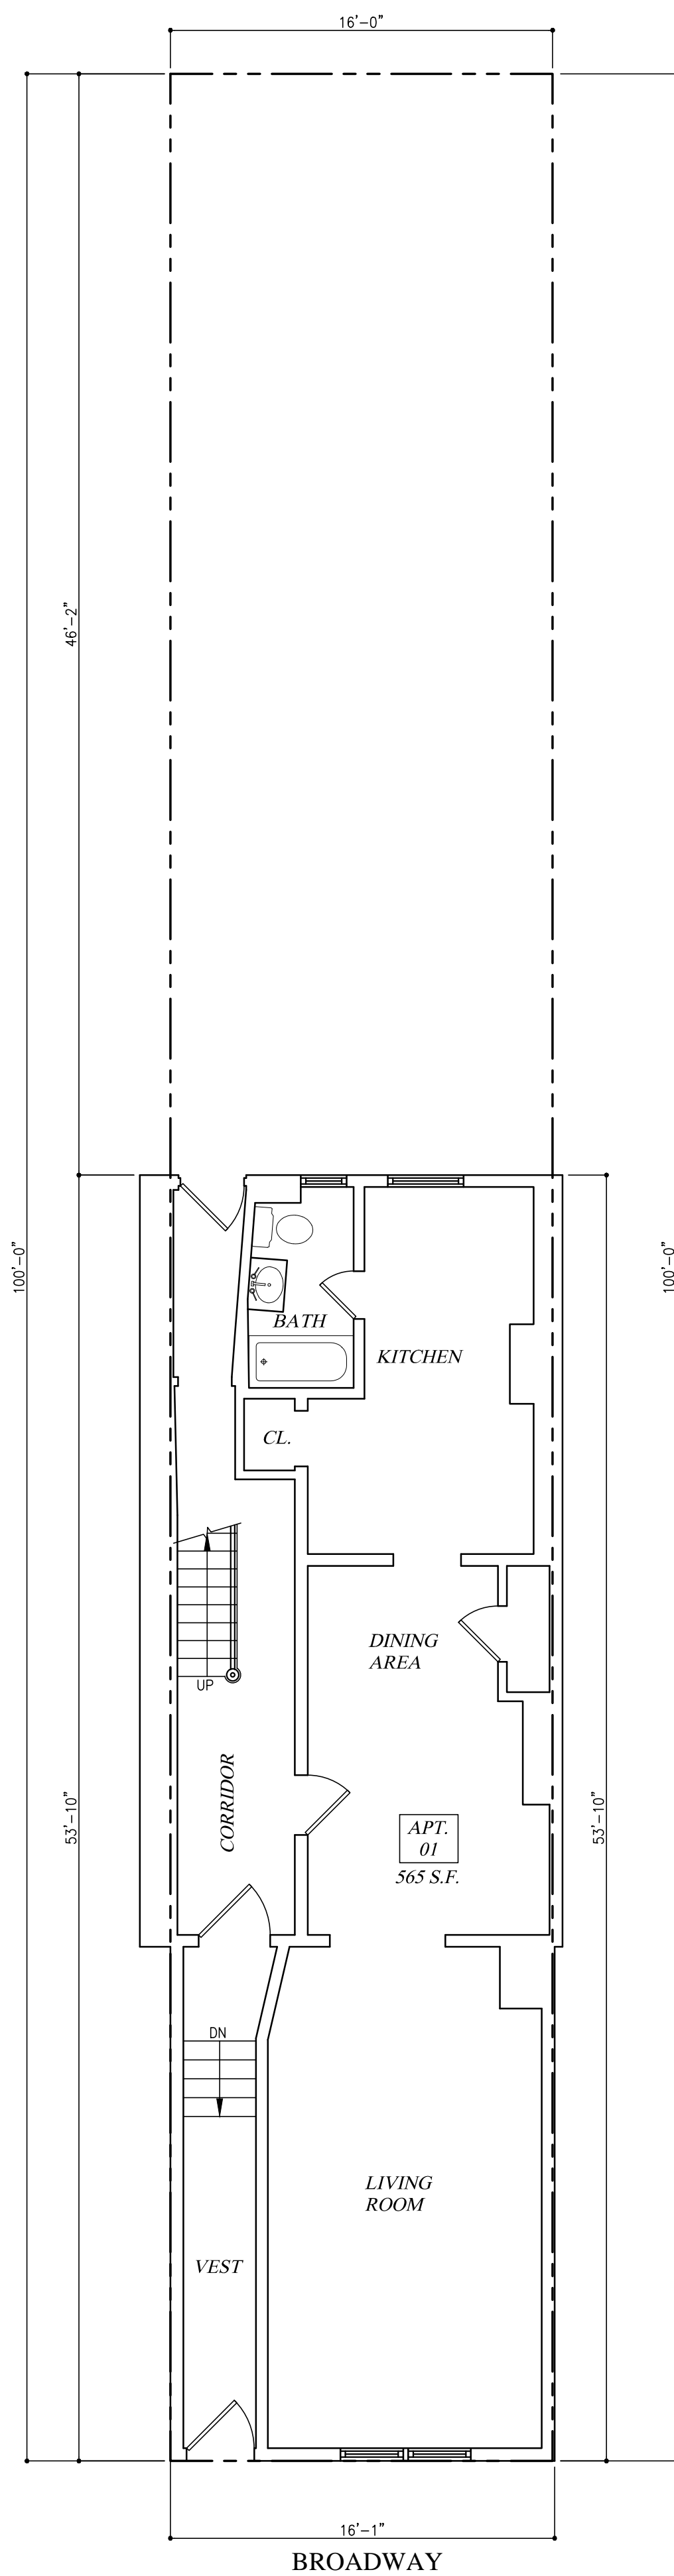 16'-0"
46'-2"
100'-0"
100'-0"
BATH
KITCHEN
CL.
DINING
AREA
UP
CORRIDOR
53'-10"
53'-10"
APT.
01
565 S.F.
DN
LIVING
ROOM
VEST
16'-1"
BROADWAY